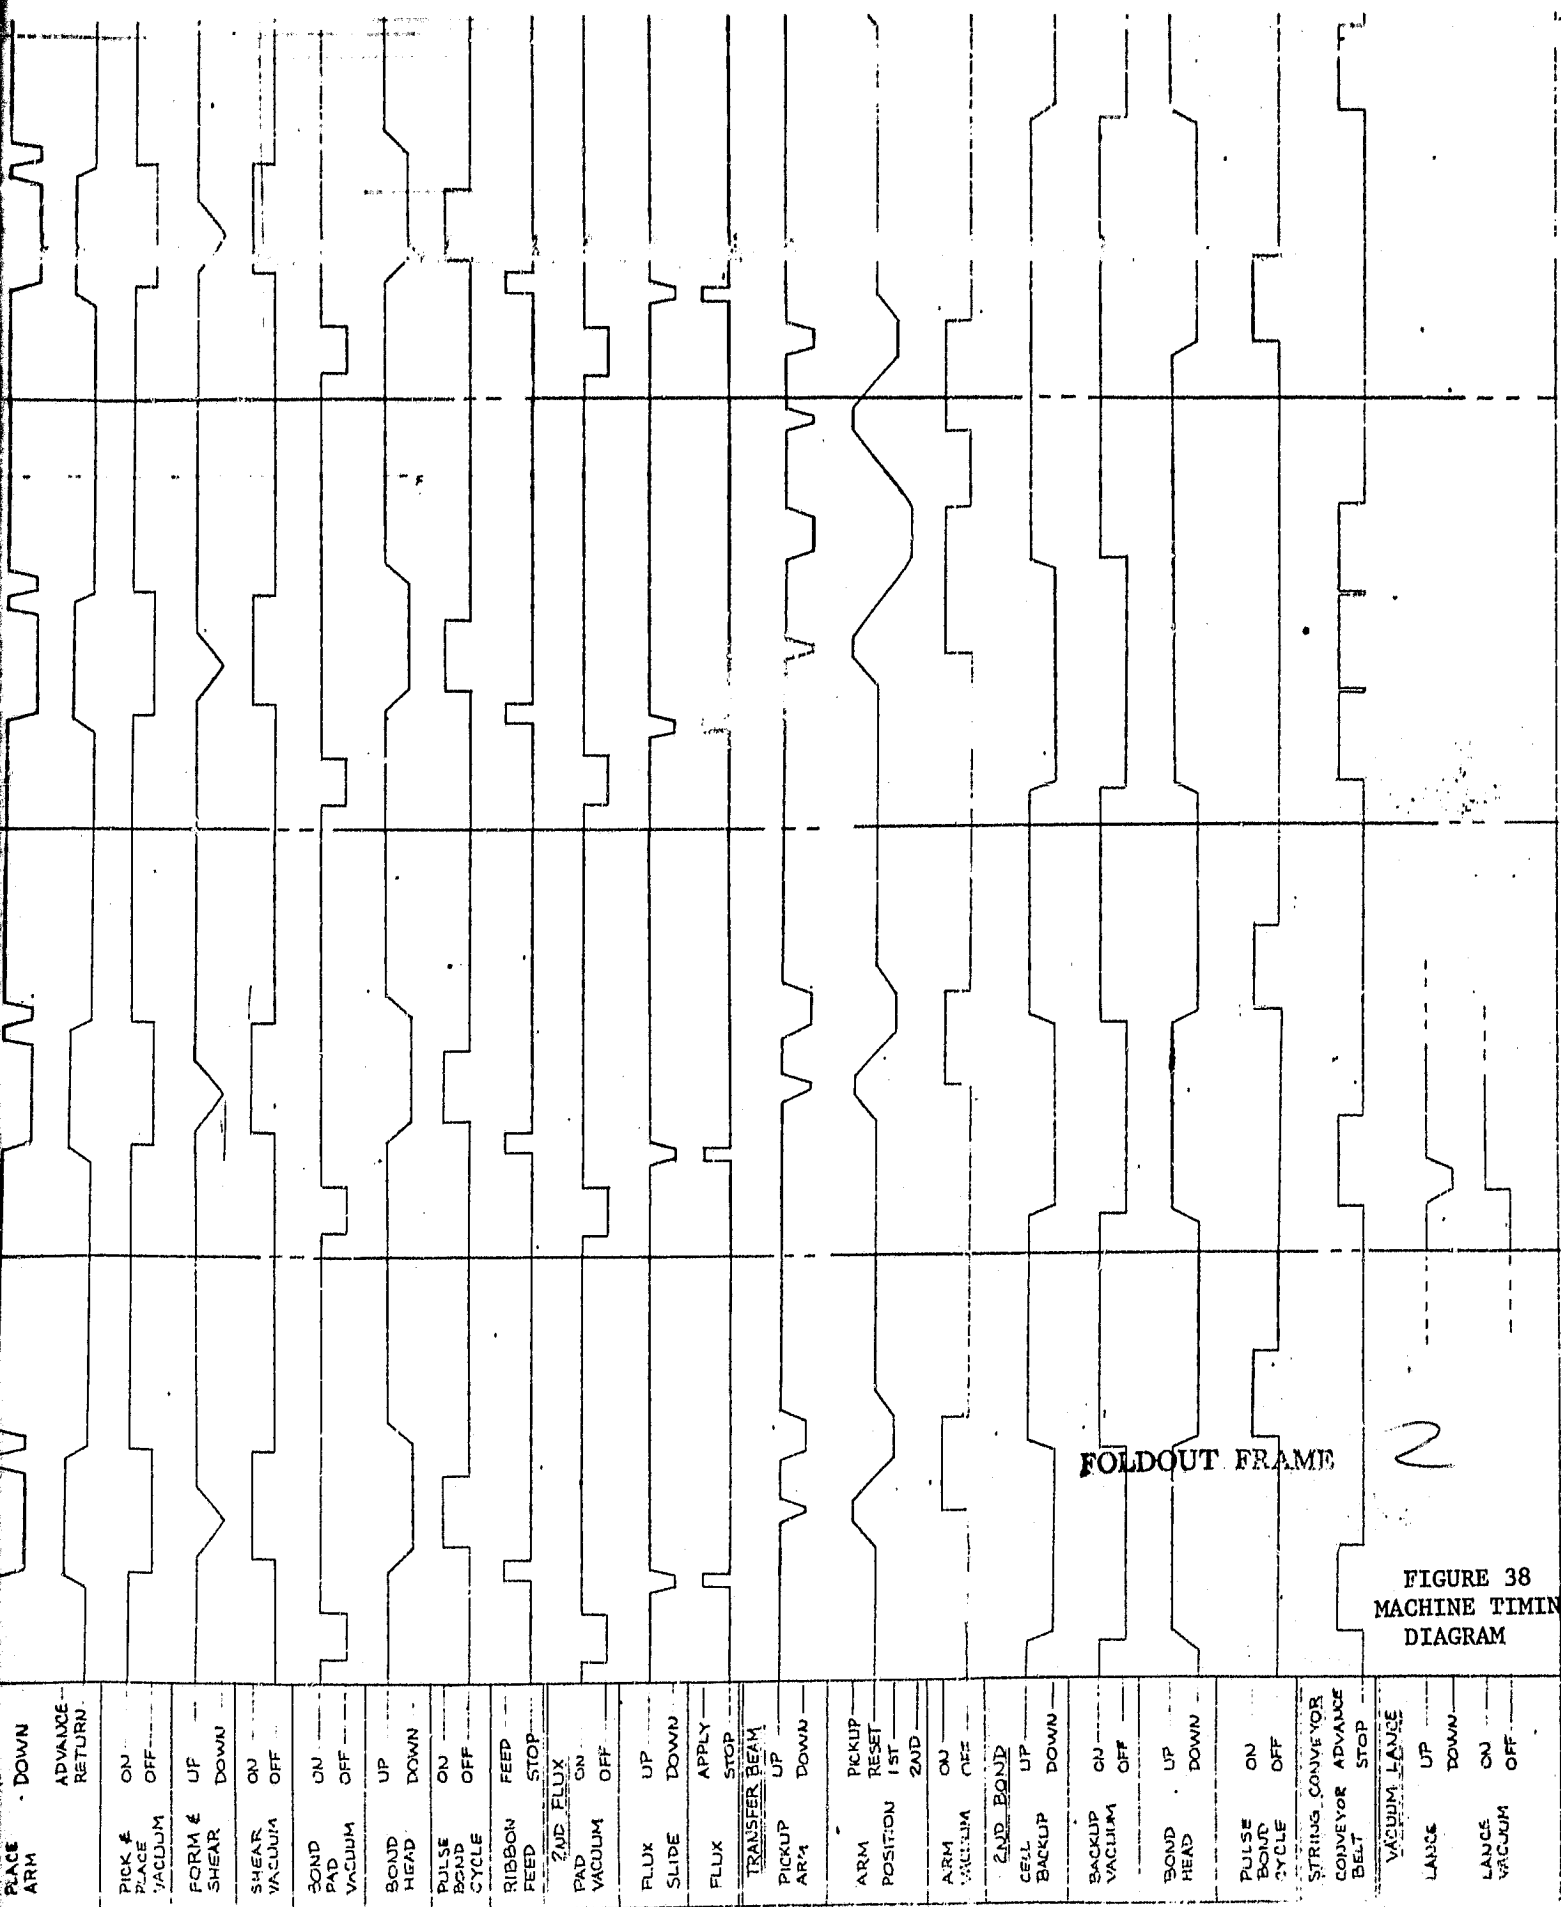 FOLDOUT FRAME
2
FIGURE 38
MACHINE TIMIN
DIAGRAM
PLACE
ARM
DOWN
ADVANCE
RETURN
PICK &
PLACE
VACUUM
ON
OFF
FORM &
SHEAR
UP
DOWN
SHEAR
VACUUM
ON
OFF
BOND
PAD
VACUUM
ON
OFF
BOND
HEAD
UP
DOWN
PULSE
BOND
CYCLE
ON
OFF
RIBBON
FEED
FEED
STOP
2ND FLUX
PAD
VACUUM
ON
OFF
FLUX
SLIDE
UP
DOWN
FLUX
APPLY
STOP
TRANSFER BEAM
PICKUP
ARM
UP
DOWN
ARM
POSITION
PICKUP
RESET
1ST
2ND
ARM
VACUUM
ON
OFF
2ND BOND
CELL
BACKUP
UP
DOWN
BACKUP
VACUUM
ON
OFF
BOND
HEAD
UP
DOWN
PULSE
BOND
CYCLE
ON
OFF
STRING CONVEYOR
CONVEYOR
BELT
ADVANCE
STOP
VACUUM LANCE
LANCE
UP
DOWN
LANCE
VACUUM
ON
OFF